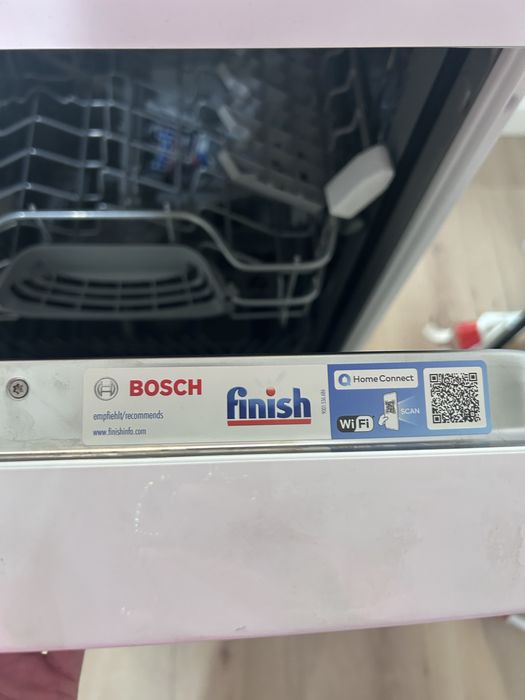 BOSCH
empfiehlt/recommends
www.finishinfo.com
finish
Home Connect
WiFi
SCAN